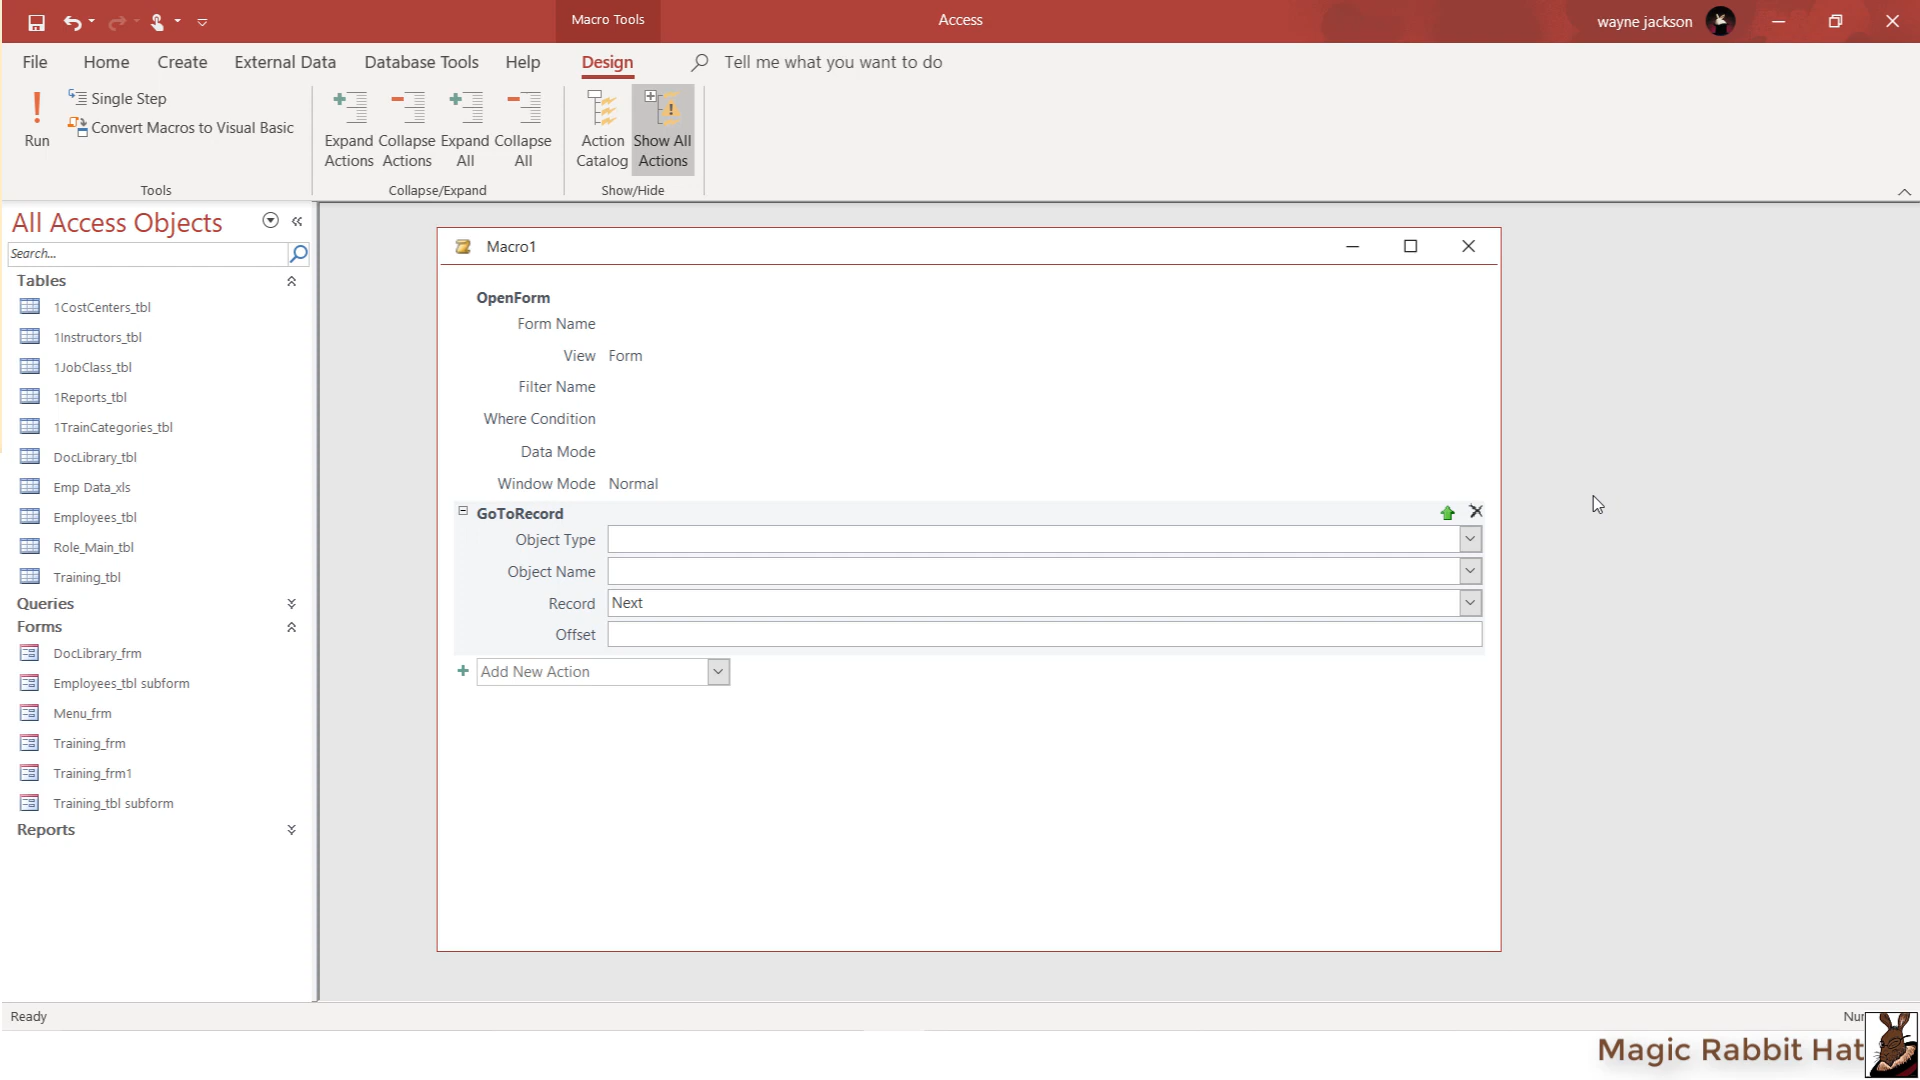 Macro Tools
Access
wayne jackson
File Home Create External Data Database Tools Help Design Tell me what you want to do
Run
Single Step
Convert Macros to Visual Basic
Tools
Expand Actions
Collapse Actions
Expand All
Collapse All
Collapse/Expand
Action Catalog
Show All Actions
Show/Hide
All Access Objects
Search...
Tables
1CostCenters_tbl
1Instructors_tbl
1JobClass_tbl
1Reports_tbl
1TrainCategories_tbl
DocLibrary_tbl
Emp Data_xls
Employees_tbl
Role_Main_tbl
Training_tbl
Queries
Forms
DocLibrary_frm
Employees_tbl subform
Menu_frm
Training_frm
Training_frm1
Training_tbl subform
Reports
Macro1
OpenForm
Form Name
View Form
Filter Name
Where Condition
Data Mode
Window Mode Normal
GoToRecord
Object Type
Object Name
Record Next
Offset
Add New Action
Ready
Magic Rabbit Hat